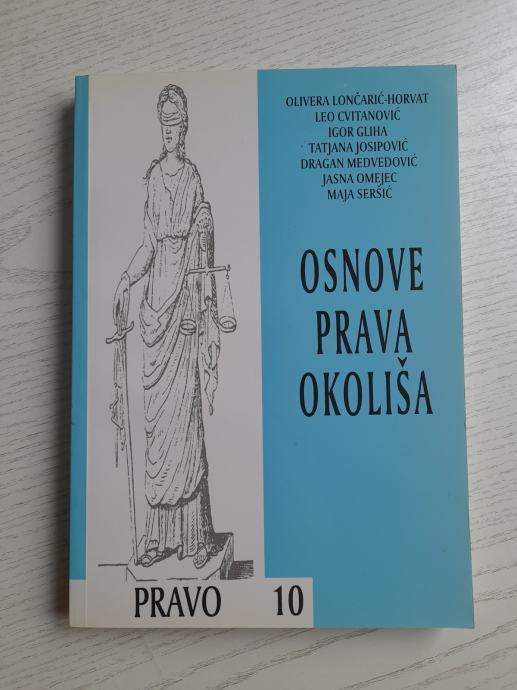 OLIVERA LONČARIĆ-HORVAT
LEO CVITANOVIĆ
IGOR GLIHA
TATJANA JOSIPOVIĆ
DRAGAN MEDVEDOVIĆ
JASNA OMEJEC
MAJA SERŠIĆ
OSNOVE
PRAVA
OKOLIŠA
PRAVO 10